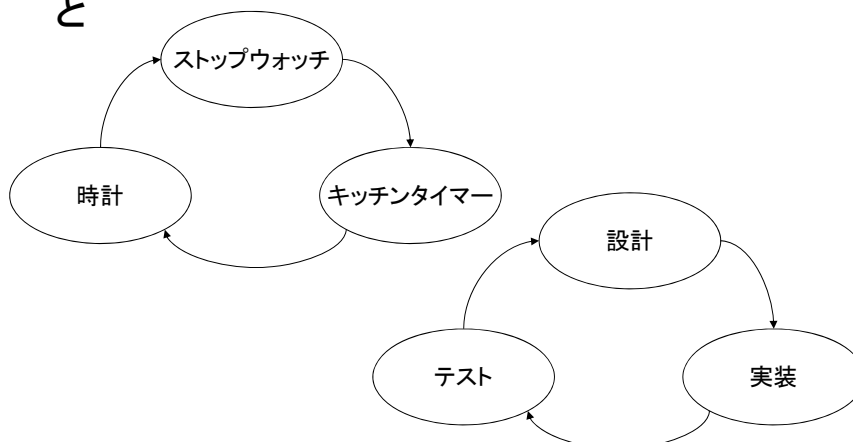 と
ストップウォッチ
時計
キッチンタイマー
設計
テスト
実装